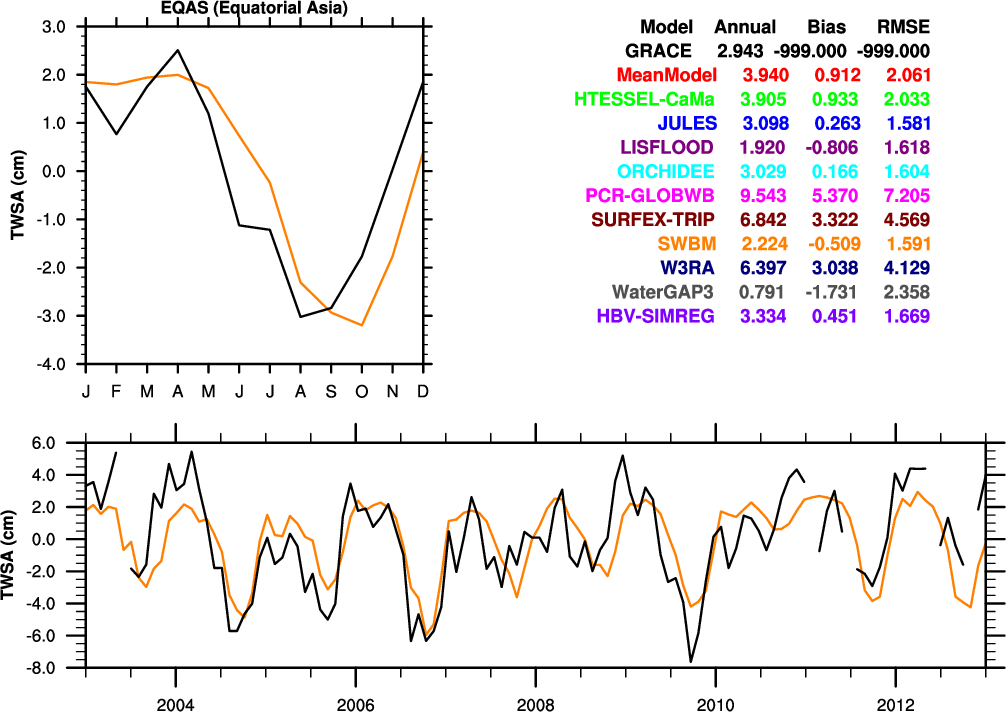 EQAS (Equatorial Asia)
3.0
2.0
1.0
0.0
-1.0
-2.0
-3.0
-4.0
TWSA (cm)
J F M A M J J A S O N D
Model Annual Bias RMSE
GRACE 2.943 -999.000 -999.000
MeanModel 3.940 0.912 2.061
HTESSEL-CaMa 3.905 0.933 2.033
JULES 3.098 0.263 1.581
LISFLOOD 1.920 -0.806 1.618
ORCHIDEE 3.029 0.166 1.604
PCR-GLOBWB 9.543 5.370 7.205
SURFEX-TRIP 6.842 3.322 4.569
SWBM 2.224 -0.509 1.591
W3RA 6.397 3.038 4.129
WaterGAP3 0.791 -1.731 2.358
HBV-SIMREG 3.334 0.451 1.669
6.0
4.0
2.0
0.0
-2.0
-4.0
-6.0
-8.0
TWSA (cm)
2004 2006 2008 2010 2012